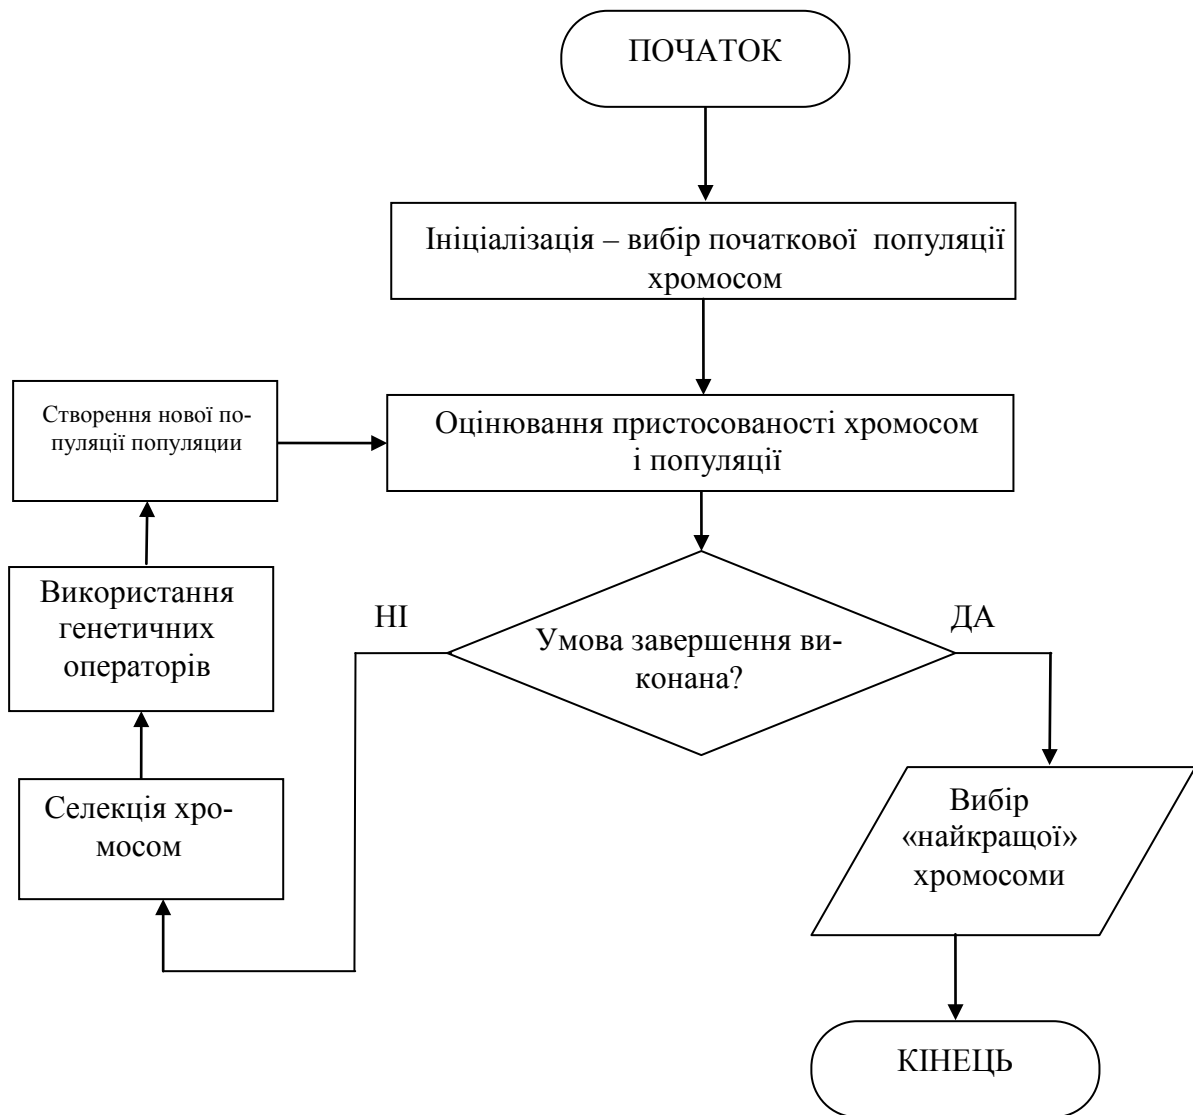 ПОЧАТОК
Ініціалізація – вибір початкової популяції
хромосом
Створення нової по-
пуляції популяции
Оцінювання пристосованості хромосом
і популяції
Використання
генетичних
операторів
НІ
ДА
Умова завершення ви-
конана?
Селекція хро-
мосом
Вибір
«найкращої»
хромосоми
КІНЕЦЬ